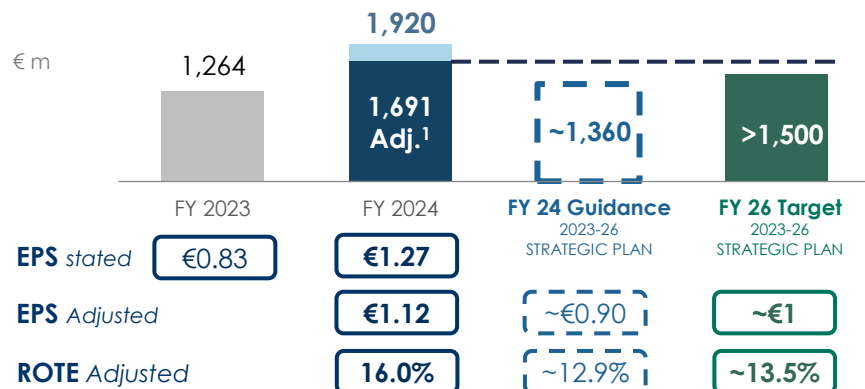 1,920
€ m
1,264
1,691
Adj.¹
~1,360
>1,500
FY 2023
FY 2024
FY 24 Guidance
2023-26
STRATEGIC PLAN
FY 26 Target
2023-26
STRATEGIC PLAN
EPS stated €0.83 €1.27
EPS Adjusted €1.12 ~€0.90 ~€1
ROTE Adjusted 16.0% ~12.9% ~13.5%